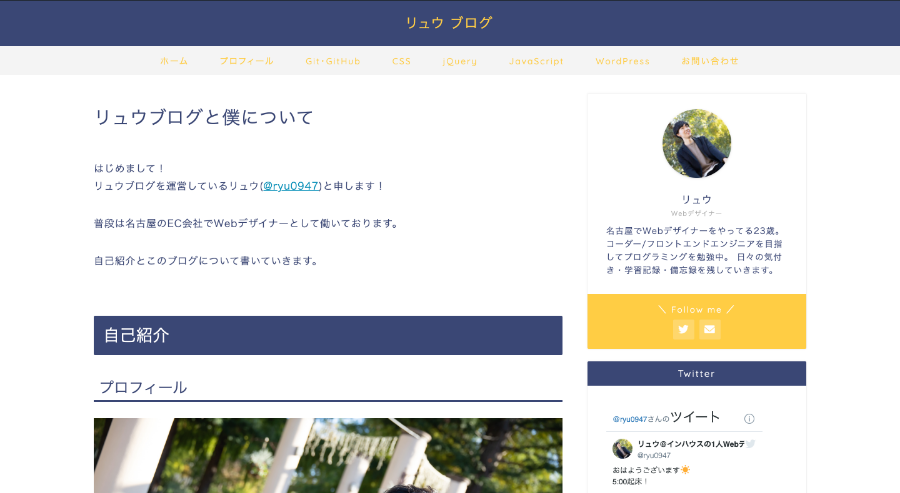 リュウ ブログ
ホーム プロフィール Git・GitHub CSS jQuery JavaScript WordPress お問い合わせ
リュウブログと僕について
はじめまして！
リュウブログを運営しているリュウ(@ryu0947)と申します！
普段は名古屋のEC会社でWebデザイナーとして働いております。
自己紹介とこのブログについて書いていきます。
自己紹介
プロフィール
リュウ
Webデザイナー
名古屋でWebデザイナーをやってる23歳。
コーダー/フロントエンドエンジニアを目指
してプログラミングを勉強中。 日々の気付
き・学習記録・備忘録を残していきます。
＼ Follow me ／
Twitter
@ryu0947さんのツイート
リュウ@インハウスの1人Webデ
@ryu0947
おはようございます☀
5:00起床！